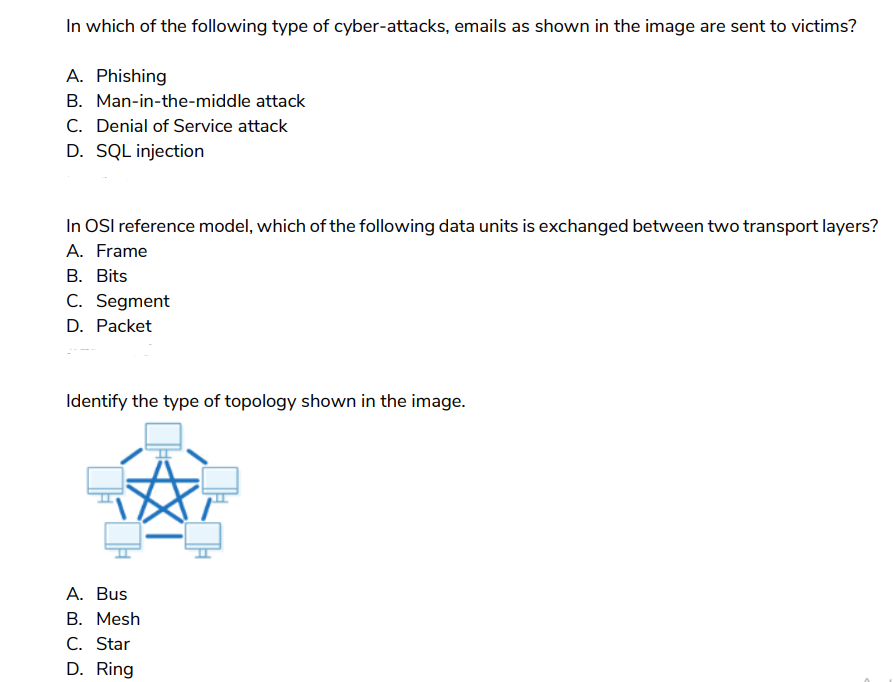 In which of the following type of cyber-attacks, emails as shown in the image are sent to victims?
A. Phishing
B. Man-in-the-middle attack
C. Denial of Service attack
D. SQL injection
In OSI reference model, which of the following data units is exchanged between two transport layers?
A. Frame
B. Bits
C. Segment
D. Packet
Identify the type of topology shown in the image.
A. Bus
B. Mesh
C. Star
D. Ring